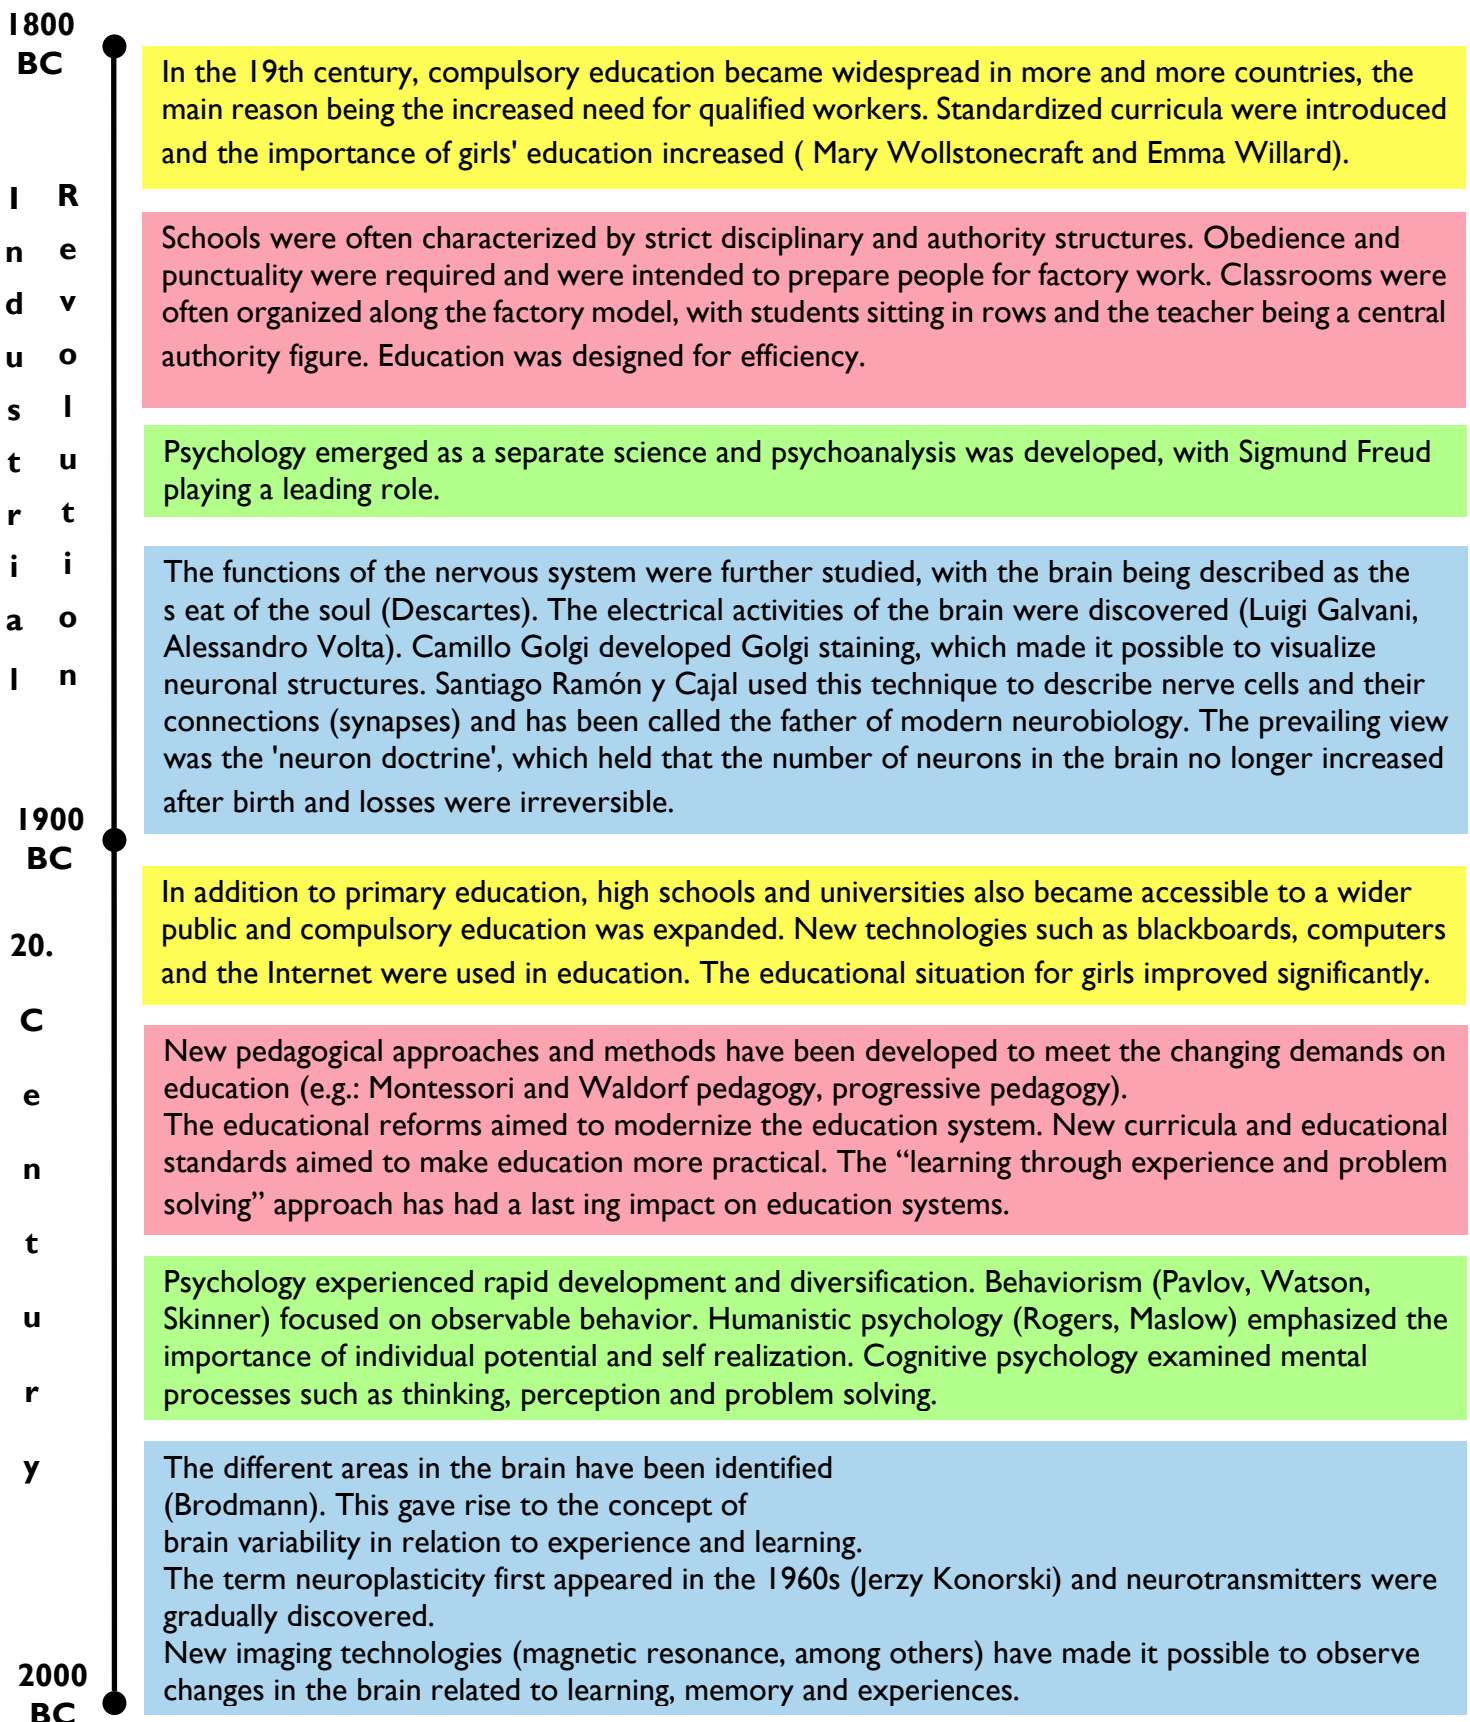 1800
BC
In the 19th century, compulsory education became widespread in more and more countries, the
main reason being the increased need for qualified workers. Standardized curricula were introduced
and the importance of girls' education increased ( Mary Wollstonecraft and Emma Willard).
Industrial
Revolution
Schools were often characterized by strict disciplinary and authority structures. Obedience and
punctuality were required and were intended to prepare people for factory work. Classrooms were
often organized along the factory model, with students sitting in rows and the teacher being a central
authority figure. Education was designed for efficiency.
Psychology emerged as a separate science and psychoanalysis was developed, with Sigmund Freud
playing a leading role.
The functions of the nervous system were further studied, with the brain being described as the
s eat of the soul (Descartes). The electrical activities of the brain were discovered (Luigi Galvani,
Alessandro Volta). Camillo Golgi developed Golgi staining, which made it possible to visualize
neuronal structures. Santiago Ramón y Cajal used this technique to describe nerve cells and their
connections (synapses) and has been called the father of modern neurobiology. The prevailing view
was the 'neuron doctrine', which held that the number of neurons in the brain no longer increased
after birth and losses were irreversible.
1900
BC
In addition to primary education, high schools and universities also became accessible to a wider
public and compulsory education was expanded. New technologies such as blackboards, computers
and the Internet were used in education. The educational situation for girls improved significantly.
20.
Century
New pedagogical approaches and methods have been developed to meet the changing demands on
education (e.g.: Montessori and Waldorf pedagogy, progressive pedagogy).
The educational reforms aimed to modernize the education system. New curricula and educational
standards aimed to make education more practical. The “learning through experience and problem
solving” approach has had a last ing impact on education systems.
Psychology experienced rapid development and diversification. Behaviorism (Pavlov, Watson,
Skinner) focused on observable behavior. Humanistic psychology (Rogers, Maslow) emphasized the
importance of individual potential and self realization. Cognitive psychology examined mental
processes such as thinking, perception and problem solving.
The different areas in the brain have been identified
(Brodmann). This gave rise to the concept of
brain variability in relation to experience and learning.
The term neuroplasticity first appeared in the 1960s (Jerzy Konorski) and neurotransmitters were
gradually discovered.
New imaging technologies (magnetic resonance, among others) have made it possible to observe
changes in the brain related to learning, memory and experiences.
2000
BC